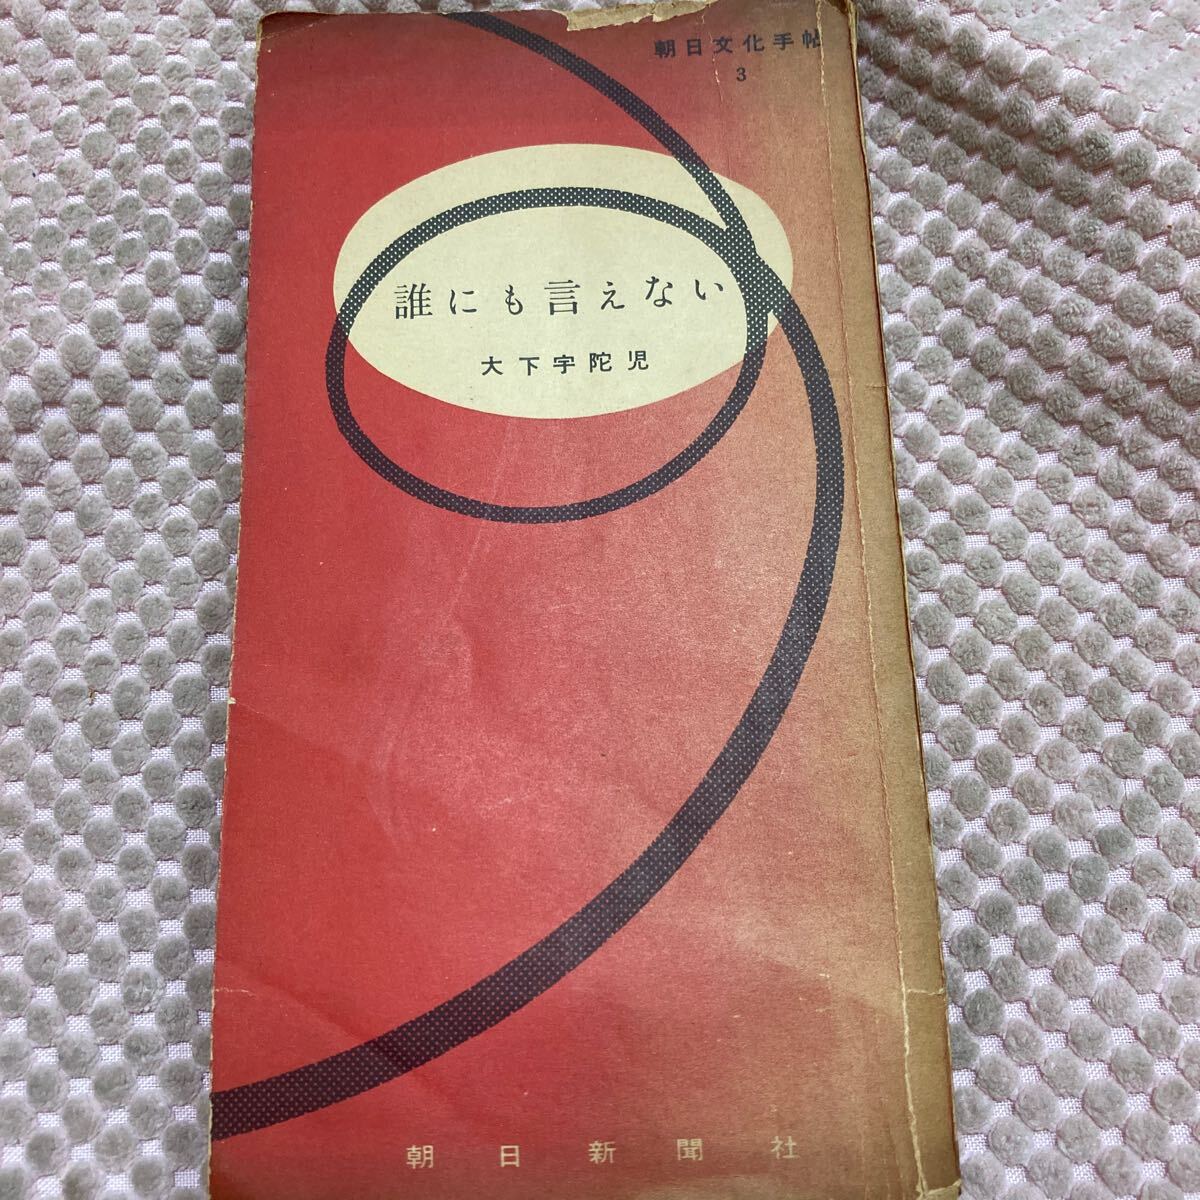 朝日文化手帖
3
誰にも言えない
大下宇陀児
朝日新聞社